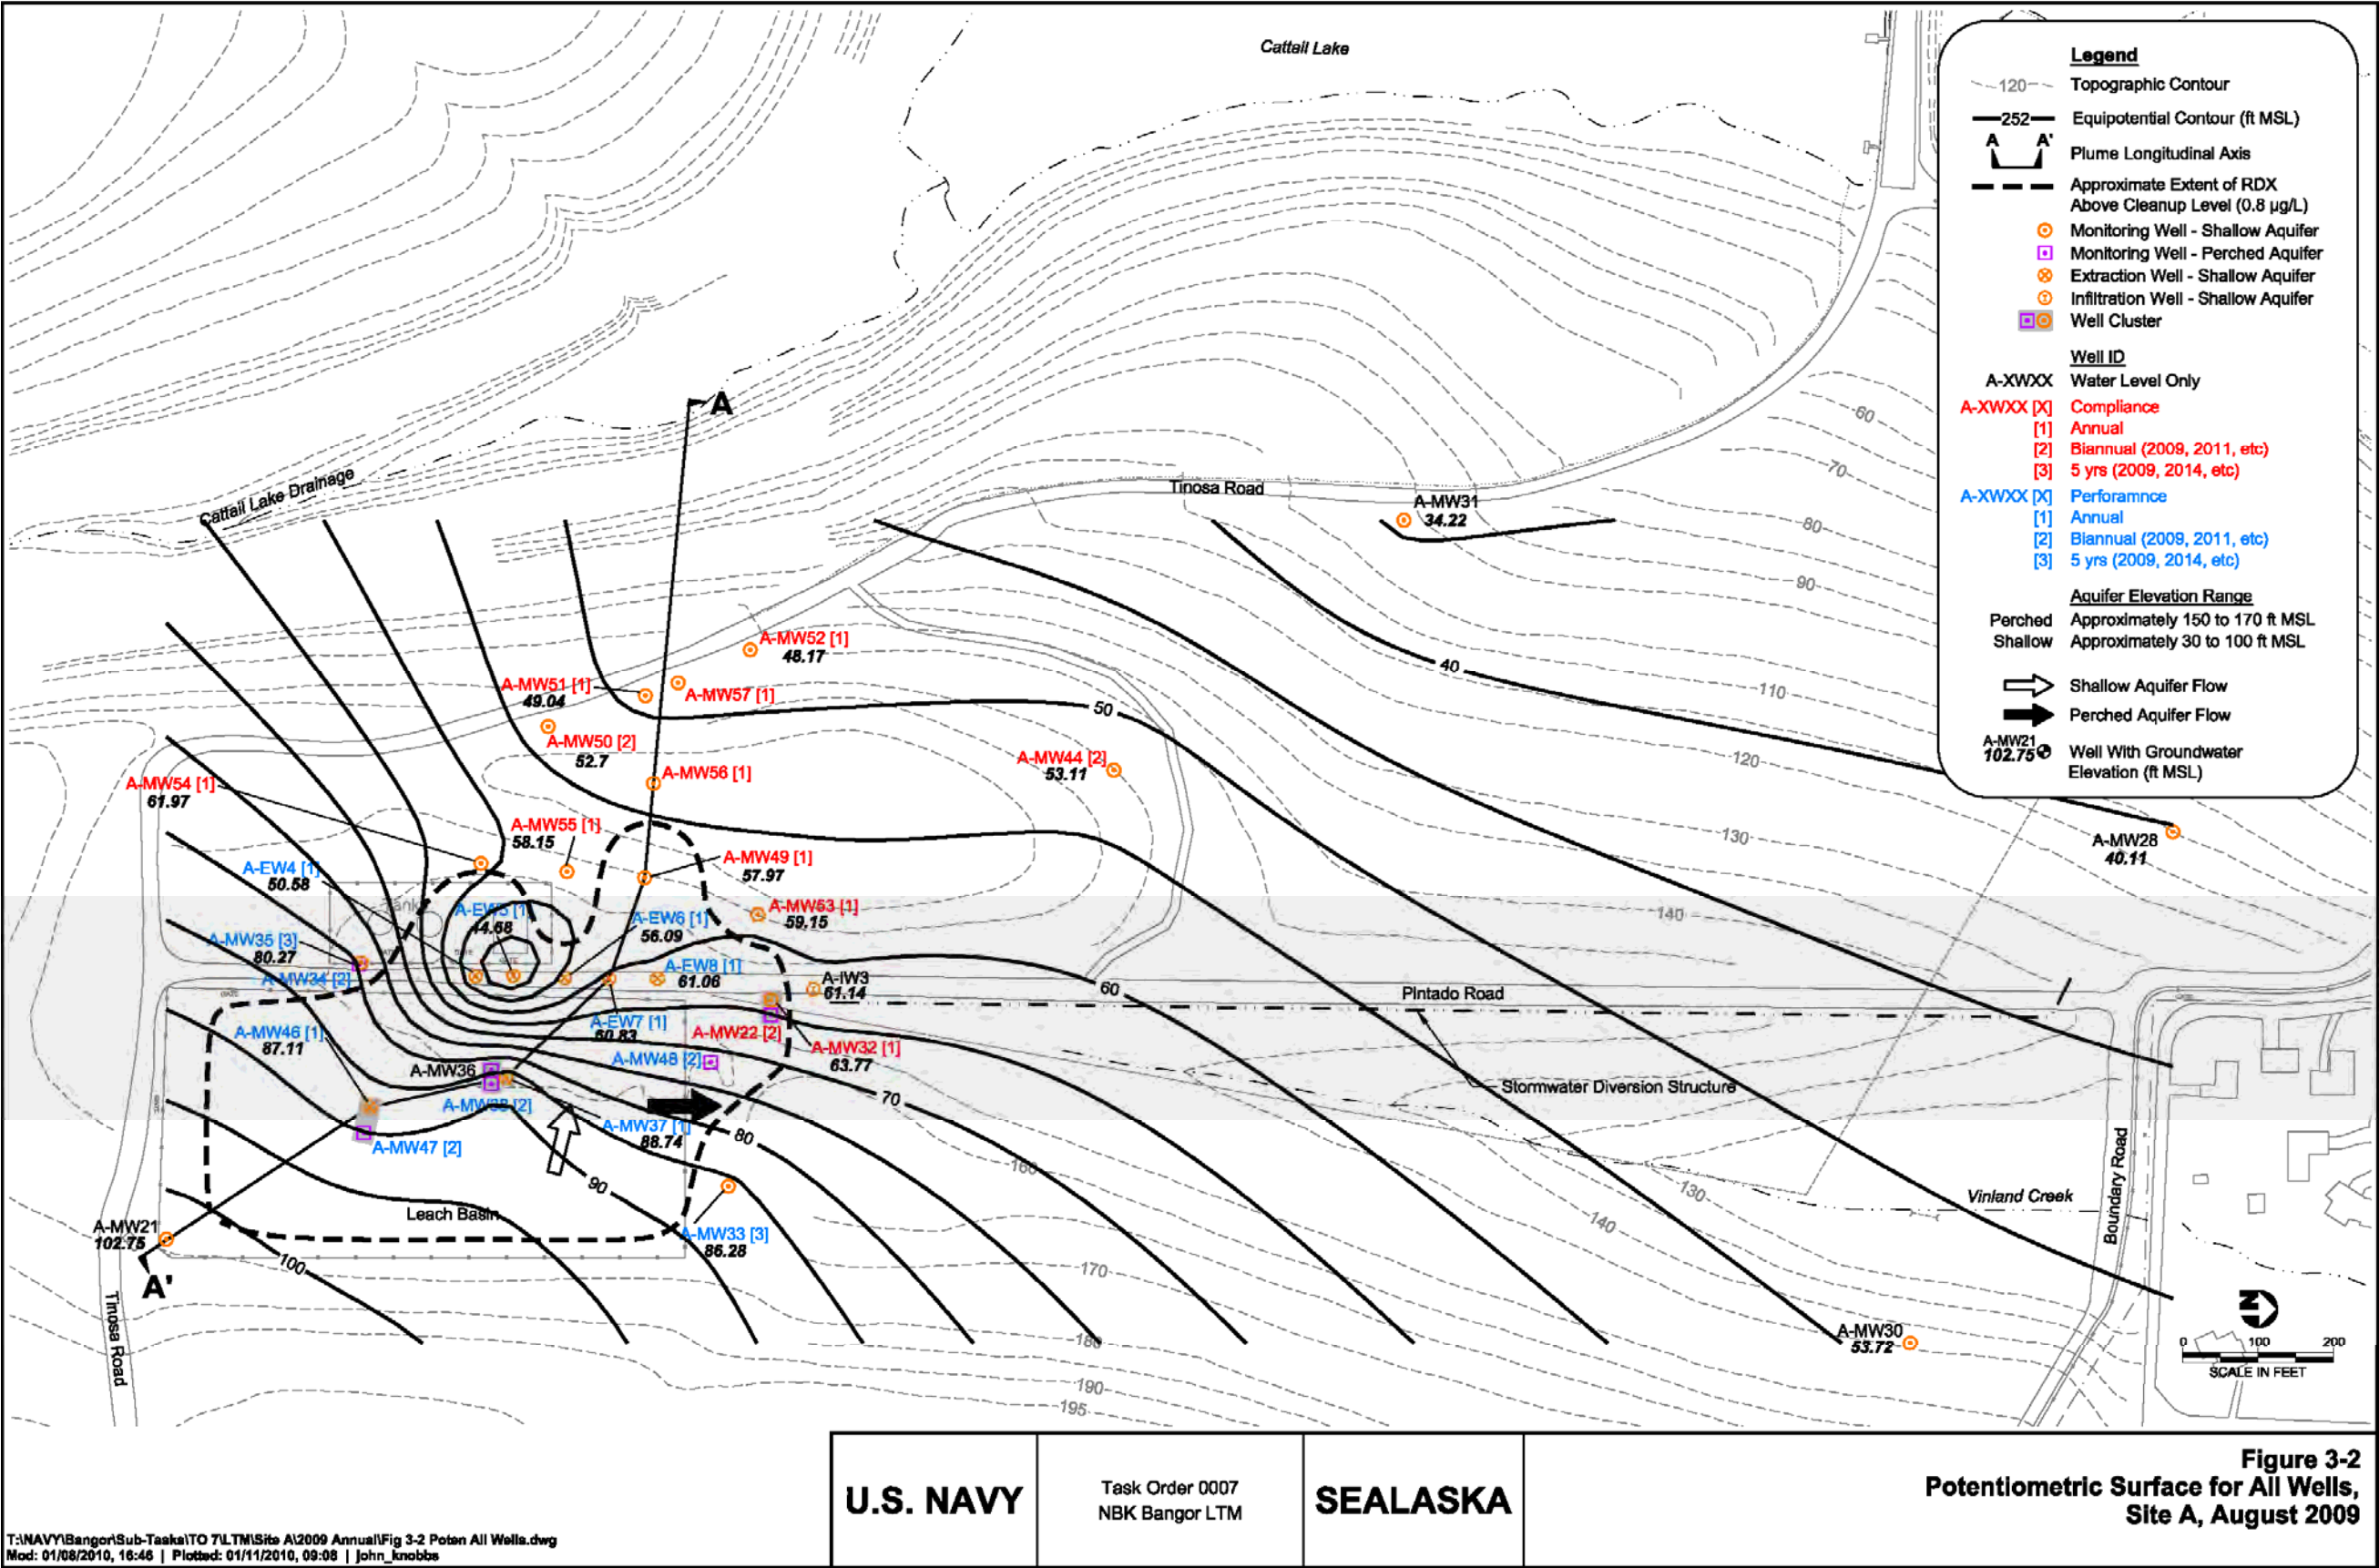 Cattail Lake
Legend
120
Topographic Contour
252
Equipotential Contour (ft MSL)
A A'
Plume Longitudinal Axis
Approximate Extent of RDX
Above Cleanup Level (0.8 µg/L)
Monitoring Well - Shallow Aquifer
Monitoring Well - Perched Aquifer
Extraction Well - Shallow Aquifer
Infiltration Well - Shallow Aquifer
Well Cluster
Well ID
A-XWXX Water Level Only
A-XWXX [X] Compliance
[1] Annual
[2] Biannual (2009, 2011, etc)
[3] 5 yrs (2009, 2014, etc)
A-XWXX [X] Perforamnce
[1] Annual
[2] Biannual (2009, 2011, etc)
[3] 5 yrs (2009, 2014, etc)
Aquifer Elevation Range
Perched Approximately 150 to 170 ft MSL
Shallow Approximately 30 to 100 ft MSL
Shallow Aquifer Flow
Perched Aquifer Flow
A-MW21
102.75
Well With Groundwater
Elevation (ft MSL)
A
Cattail Lake Drainage
Tinosa Road
A-MW31
34.22
60
70
80
90
110
120
130
140
A-MW52 [1]
48.17
A-MW51 [1]
49.04
A-MW57 [1]
A-MW50 [2]
52.7
A-MW56 [1]
A-MW44 [2]
53.11
40
50
A-MW54 [1]
61.97
A-MW55 [1]
58.15
A-MW49 [1]
57.97
A-MW28
40.11
A-EW4 [1]
50.58
A-EW5 [1]
44.68
A-EW6 [1]
56.09
A-MW53 [1]
59.15
A-MW35 [3]
80.27
A-MW34 [2]
A-EW8 [1]
61.06
A-IW3
61.14
60
Pintado Road
A-MW46 [1]
87.11
A-EW7 [1]
60.83
A-MW22 [2]
A-MW48 [2]
A-MW32 [1]
63.77
A-MW36
Stormwater Diversion Structure
70
80
A-MW37 [1]
88.74
A-MW47 [2]
160
130
140
Vinland Creek
Boundary Road
90
Leach Basin
A-MW33 [3]
86.28
A-MW21
102.75
A'
100
170
180
190
195
Tinosa Road
A-MW30
53.72
N
0 100 200
SCALE IN FEET
U.S. NAVY
Task Order 0007
NBK Bangor LTM
SEALASKA
Figure 3-2
Potentiometric Surface for All Wells,
Site A, August 2009
T:\NAVY\Bangor\Sub-Tasks\TO 7\LTM\Site A\2009 Annual\Fig 3-2 Poten All Wells.dwg
Mod: 01/08/2010, 16:46 | Plotted: 01/11/2010, 09:08 | john_knobbs